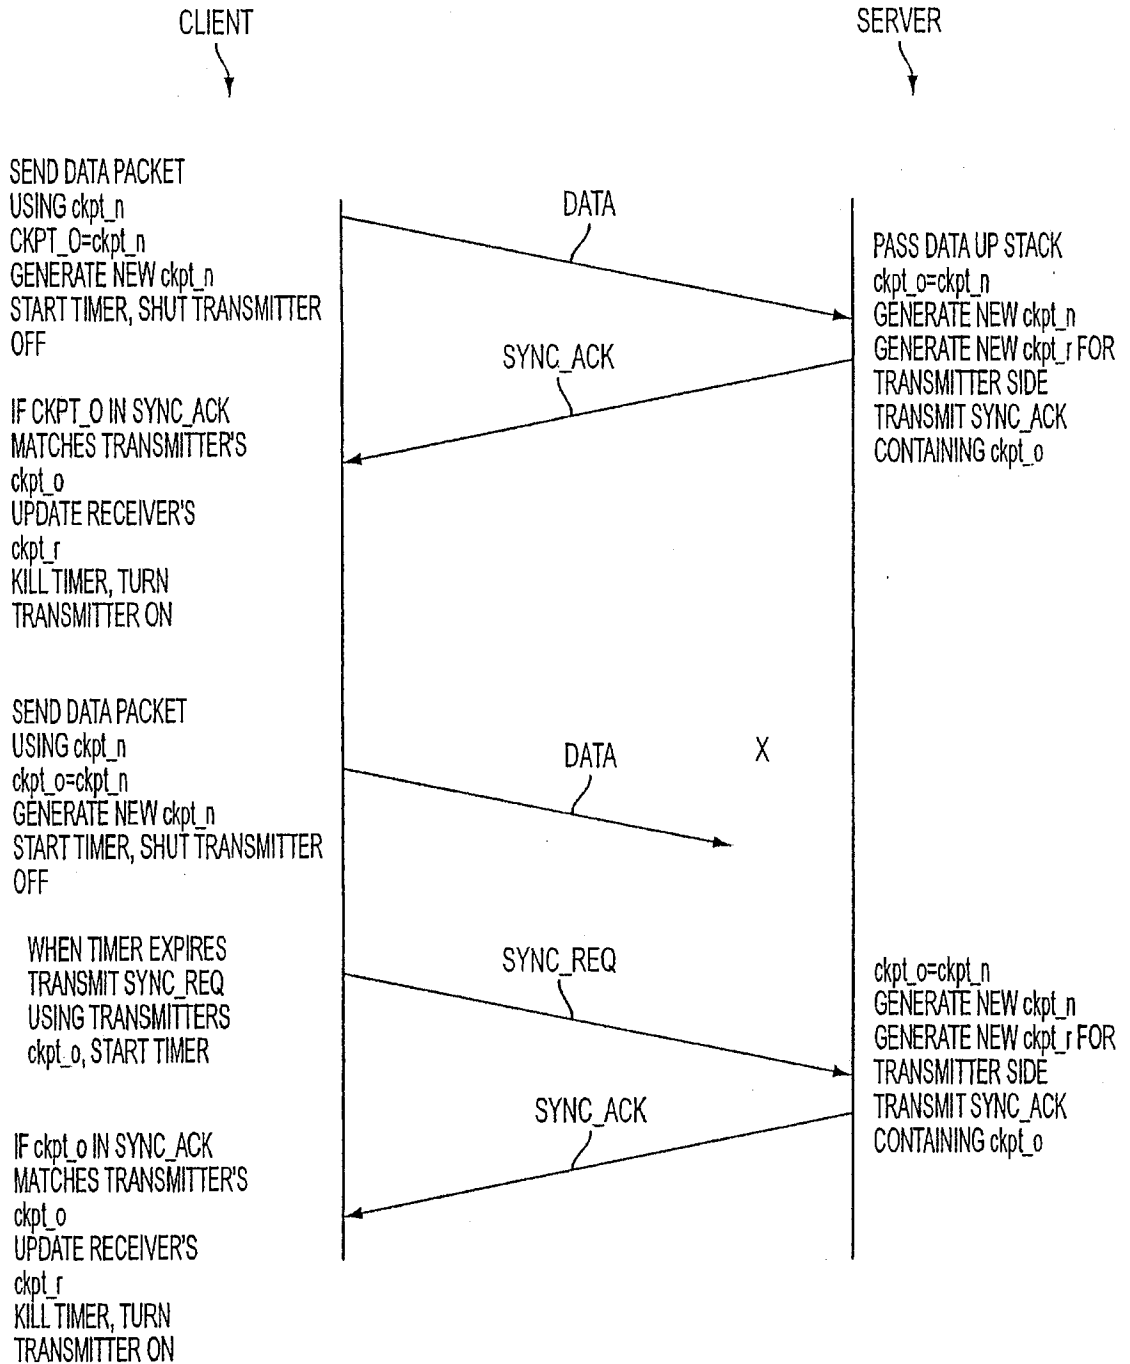 CLIENT
SERVER
SEND DATA PACKET
USING ckpt_n
CKPT_O=ckpt_n
GENERATE NEW ckpt_n
START TIMER, SHUT TRANSMITTER
OFF
DATA
PASS DATA UP STACK
ckpt_o=ckpt_n
GENERATE NEW ckpt_n
GENERATE NEW ckpt_r FOR
TRANSMITTER SIDE
TRANSMIT SYNC_ACK
CONTAINING ckpt_o
SYNC_ACK
IF CKPT_O IN SYNC_ACK
MATCHES TRANSMITTER'S
ckpt_o
UPDATE RECEIVER'S
ckpt_r
KILL TIMER, TURN
TRANSMITTER ON
SEND DATA PACKET
USING ckpt_n
ckpt_o=ckpt_n
GENERATE NEW ckpt_n
START TIMER, SHUT TRANSMITTER
OFF
DATA
X
WHEN TIMER EXPIRES
TRANSMIT SYNC_REQ
USING TRANSMITTERS
ckpt_o, START TIMER
SYNC_REQ
ckpt_o=ckpt_n
GENERATE NEW ckpt_n
GENERATE NEW ckpt_r FOR
TRANSMITTER SIDE
TRANSMIT SYNC_ACK
CONTAINING ckpt_o
SYNC_ACK
IF ckpt_o IN SYNC_ACK
MATCHES TRANSMITTER'S
ckpt_o
UPDATE RECEIVER'S
ckpt_r
KILL TIMER, TURN
TRANSMITTER ON